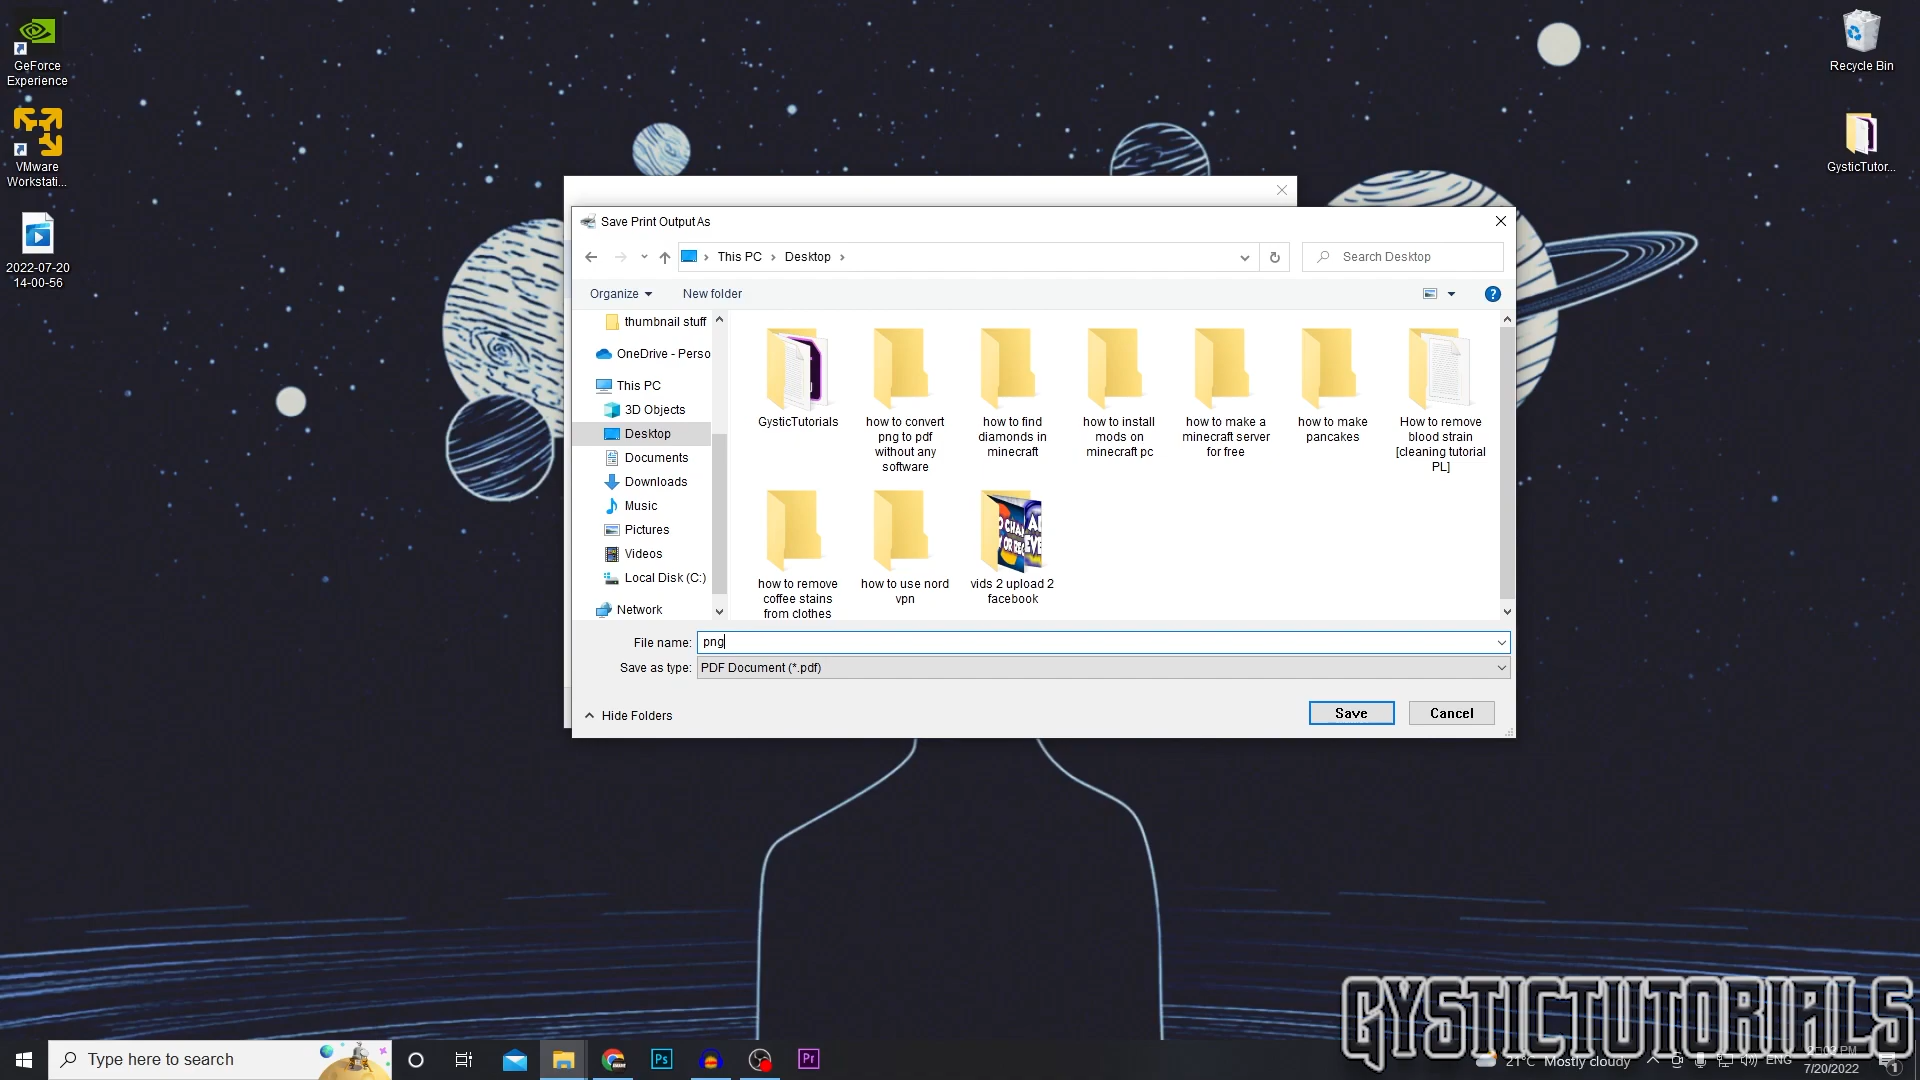 GeForce
Experience
VMware
Workstati...
2022-07-20
14-00-56
Recycle Bin
GysticTutor...
Save Print Output As
This PC
Desktop
Search Desktop
Organize
New folder
thumbnail stuff
OneDrive - Perso
This PC
3D Objects
Desktop
Documents
Downloads
Music
Pictures
Videos
Local Disk (C:)
Network
GysticTutorials
how to convert
png to pdf
without any
software
how to find
diamonds in
minecraft
how to install
mods on
minecraft pc
how to make a
minecraft server
for free
how to make
pancakes
How to remove
blood strain
[cleaning tutorial
PL]
how to remove
coffee stains
from clothes
how to use nord
vpn
vids 2 upload 2
facebook
File name: png
Save as type: PDF Document (*.pdf)
Hide Folders
Save
Cancel
GYSTICTUTORIALS
Type here to search
Ps
Pr
21°C Mostly cloudy
ENG
7/20/2022
1